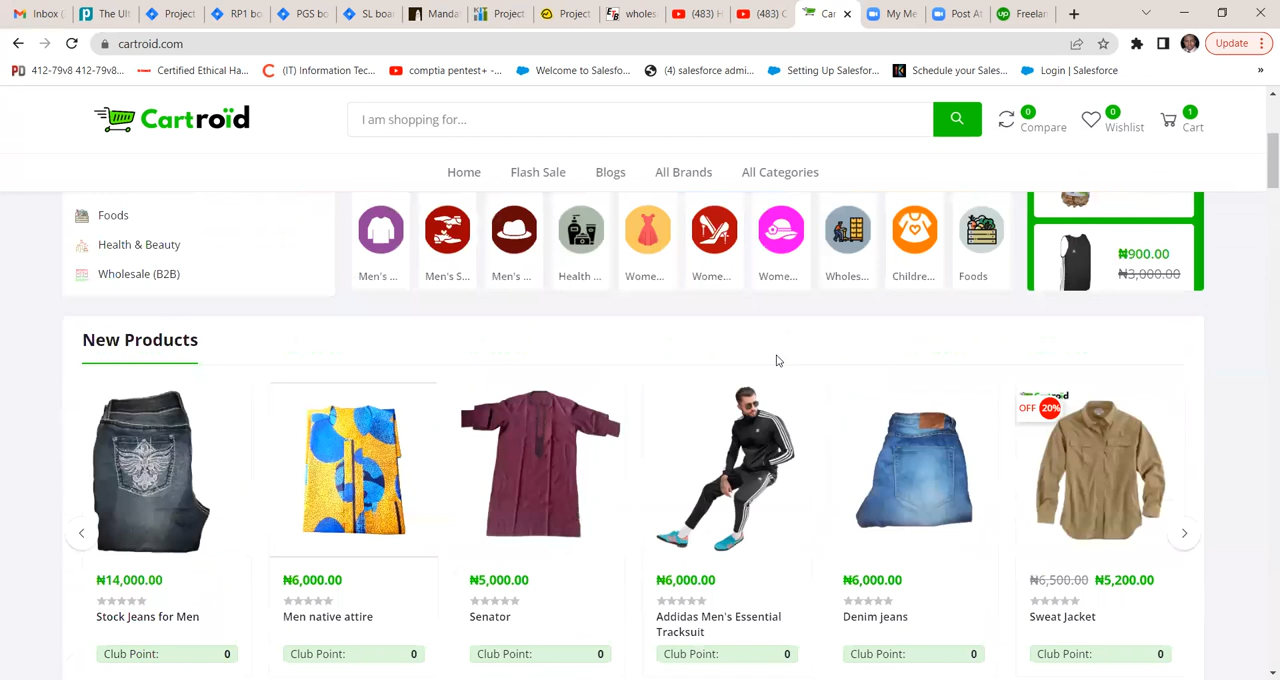 Inbox (
The Ult
Project
RP1 bo
PGS bo
SL boar
Manda
Project
Project
wholes
(483) H
(483) C
Car
My Me
Post At
Freelan
cartroid.com
Update
412-79v8 412-79v8...
Certified Ethical Ha...
(IT) Information Tec...
comptia pentest+ -...
Welcome to Salesfo...
(4) salesforce admi...
Setting Up Salesfor...
Schedule your Sales...
Login | Salesforce
»
Cartroïd
I am shopping for...
0
Compare
0
Wishlist
1
Cart
Home
Flash Sale
Blogs
All Brands
All Categories
Foods
Health & Beauty
Wholesale (B2B)
Men's ...
Men's S...
Men's ...
Health ...
Wome...
Wome...
Wome...
Wholes...
Childre...
Foods
₦900.00
₦3,000.00
New Products
OFF 20%
₦14,000.00
₦6,000.00
₦5,000.00
₦6,000.00
₦6,000.00
₦6,500.00 ₦5,200.00
Stock Jeans for Men
Men native attire
Senator
Addidas Men's Essential
Tracksuit
Denim jeans
Sweat Jacket
Club Point: 0
Club Point: 0
Club Point: 0
Club Point: 0
Club Point: 0
Club Point: 0